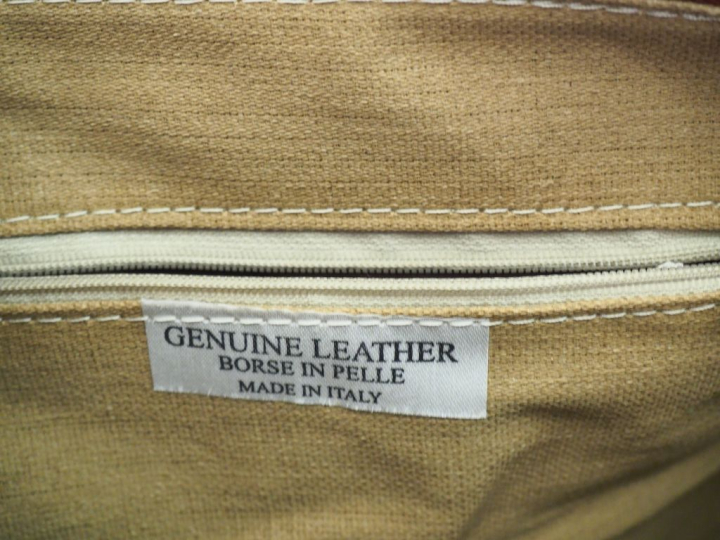 GENUINE LEATHER
BORSE IN PELLE
MADE IN ITALY